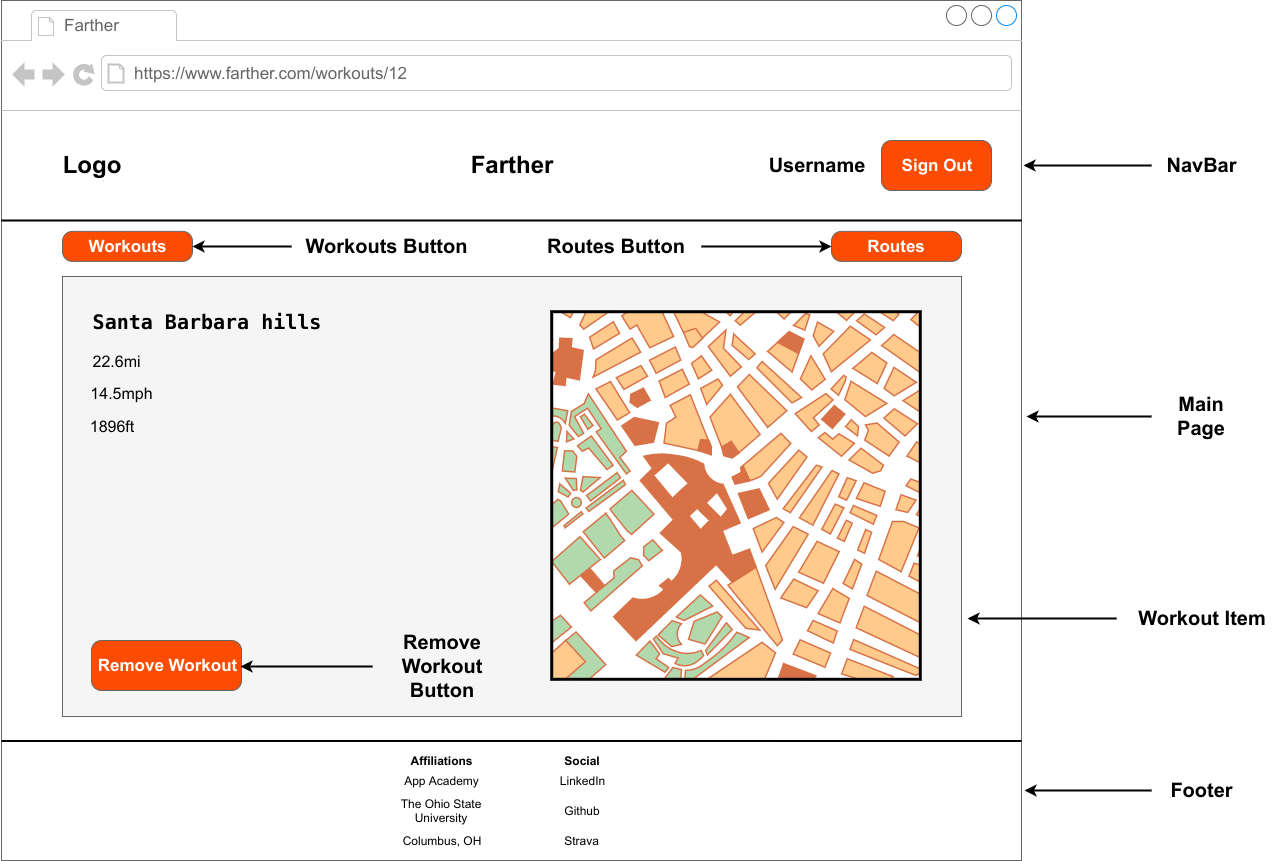 Farther
https://www.farther.com/workouts/12
Logo
Farther
Username
Sign Out
NavBar
Workouts
Workouts Button
Routes Button
Routes
Santa Barbara hills
22.6mi
14.5mph
1896ft
Main
Page
Workout Item
Remove Workout
Remove
Workout
Button
Affiliations
App Academy
The Ohio State
University
Columbus, OH
Social
LinkedIn
Github
Strava
Footer